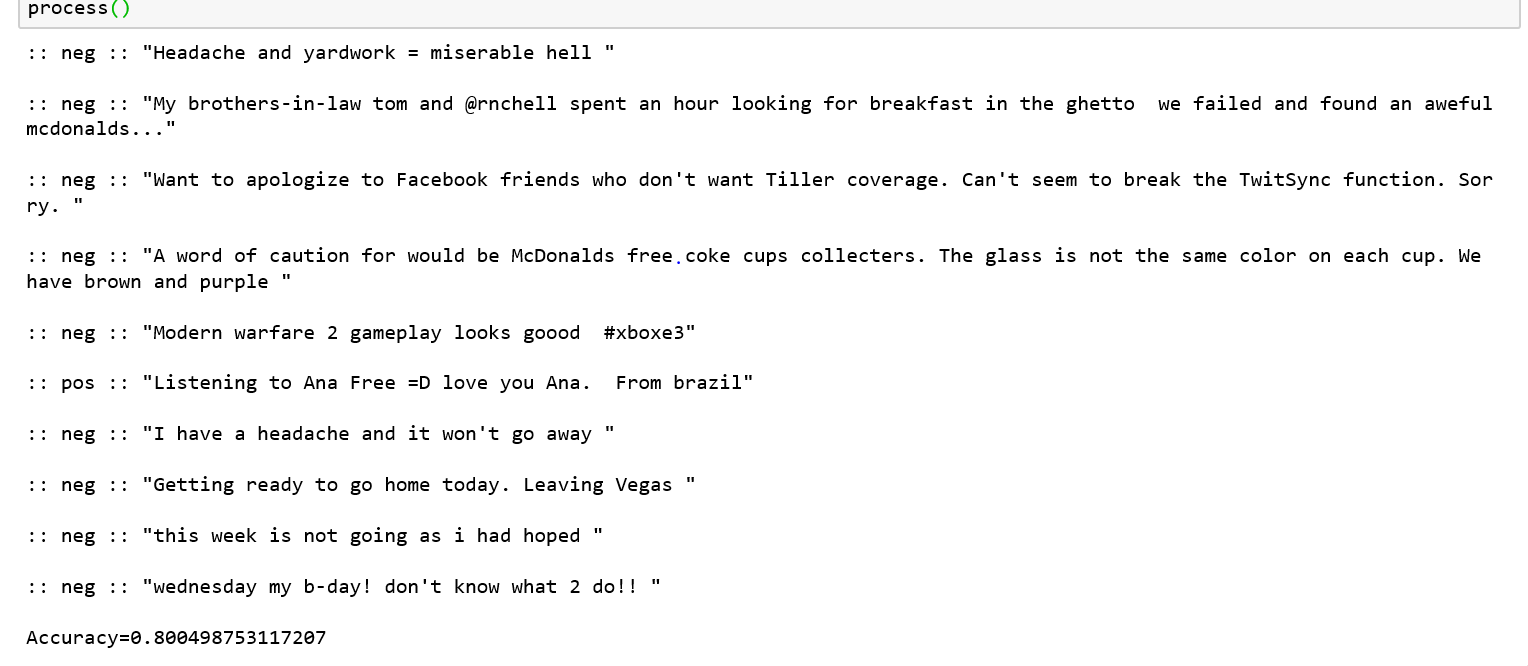 process()
:: neg :: "Headache and yardwork = miserable hell "
:: neg :: "My brothers-in-law tom and @rnchell spent an hour looking for breakfast in the ghetto  we failed and found an aweful
mcdonalds..."
:: neg :: "Want to apologize to Facebook friends who don't want Tiller coverage. Can't seem to break the TwitSync function. Sor
ry. "
:: neg :: "A word of caution for would be McDonalds free.coke cups collecters. The glass is not the same color on each cup. We
have brown and purple "
:: neg :: "Modern warfare 2 gameplay looks goood  #xboxe3"
:: pos :: "Listening to Ana Free =D love you Ana.  From brazil"
:: neg :: "I have a headache and it won't go away "
:: neg :: "Getting ready to go home today. Leaving Vegas "
:: neg :: "this week is not going as i had hoped "
:: neg :: "wednesday my b-day! don't know what 2 do!! "
Accuracy=0.800498753117207